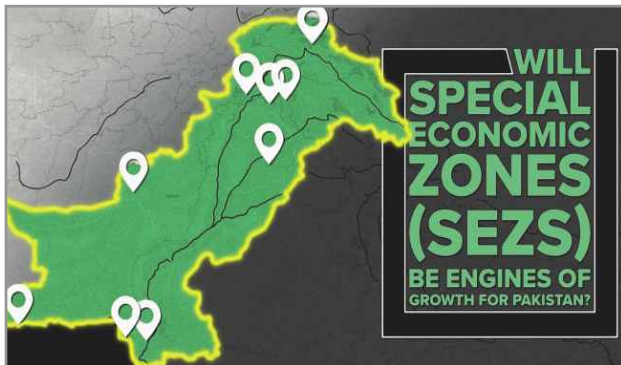 WILL
SPECIAL
ECONOMIC
ZONES
(SEZS)
BE ENGINES OF
GROWTH FOR PAKISTAN?